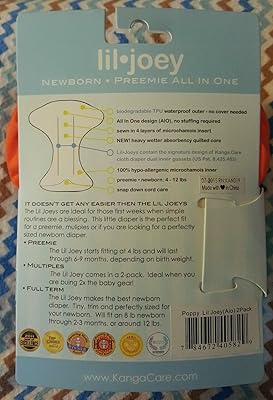 lil•joey
NEWBORN • PREEMIE ALL IN ONE
biodegradable TPU waterproof outer - no cover needed
All In One design (AIO), no stuffing required
sewn in 4 layers of microchamois insert
NEW! heavy wetter absorbency quilted core
Lil-Joeys contain the signature design of Kanga Care
cloth diaper dual inner gussets (US Pat. 8,425,483)
100% hypo-allergenic microchamois inner
preemie • newborn: 4 - 12 lbs
snap down cord care
Made with ♥ in China
IT DOESN'T GET ANY EASIER THEN THE LIL JOEYS
The Lil Joeys are ideal for those first weeks when simple
routines are a blessing. This little diaper is the perfect fit
for a preemie, mulipies or if you are looking for a perfectly
sized newborn diaper.
• PREEMIE
The Lil Joey starts fitting at 4 lbs and will last
through 6-9 months, depending on birth weight.
• MULTIPLES
The Lil Joey comes in a 2-pack. Ideal when you
are buing 2x the baby gear!
• FULL TERM
The Lil Joey makes the best newborn
diaper. Tiny, trim and perfectly sized for
your newborn. Will fit an 8 lb newborn
through 2-3 months, or around 12 lbs.
Poppy Lil Joey(Aio)2Pack
7 84672 40582 9
www.KangaCare.com